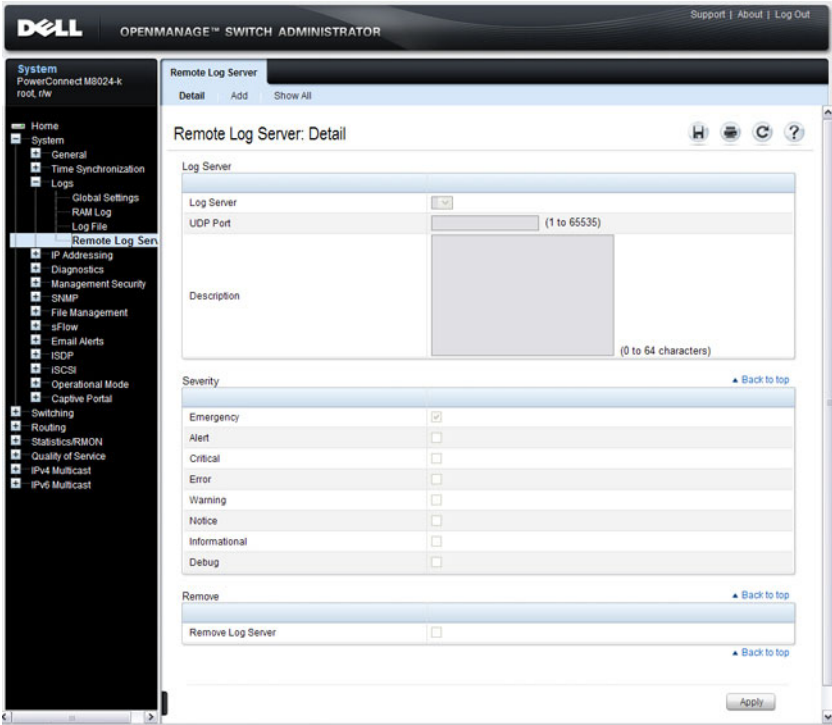 Support | About | Log Out
DELL
OPENMANAGE™ SWITCH ADMINISTRATOR
System
PowerConnect M8024-k
root, r/w
Home
System
General
Time Synchronization
Logs
Global Settings
RAM Log
Log File
Remote Log Serv
IP Addressing
Diagnostics
Management Security
SNMP
File Management
sFlow
Email Alerts
ISDP
iSCSI
Operational Mode
Captive Portal
Switching
Routing
Statistics/RMON
Quality of Service
IPv4 Multicast
IPv6 Multicast
Remote Log Server
Detail Add Show All
Remote Log Server: Detail
Log Server
Log Server
UDP Port (1 to 65535)
Description (0 to 64 characters)
Severity Back to top
Emergency
Alert
Critical
Error
Warning
Notice
Informational
Debug
Remove Back to top
Remove Log Server
Back to top
Apply